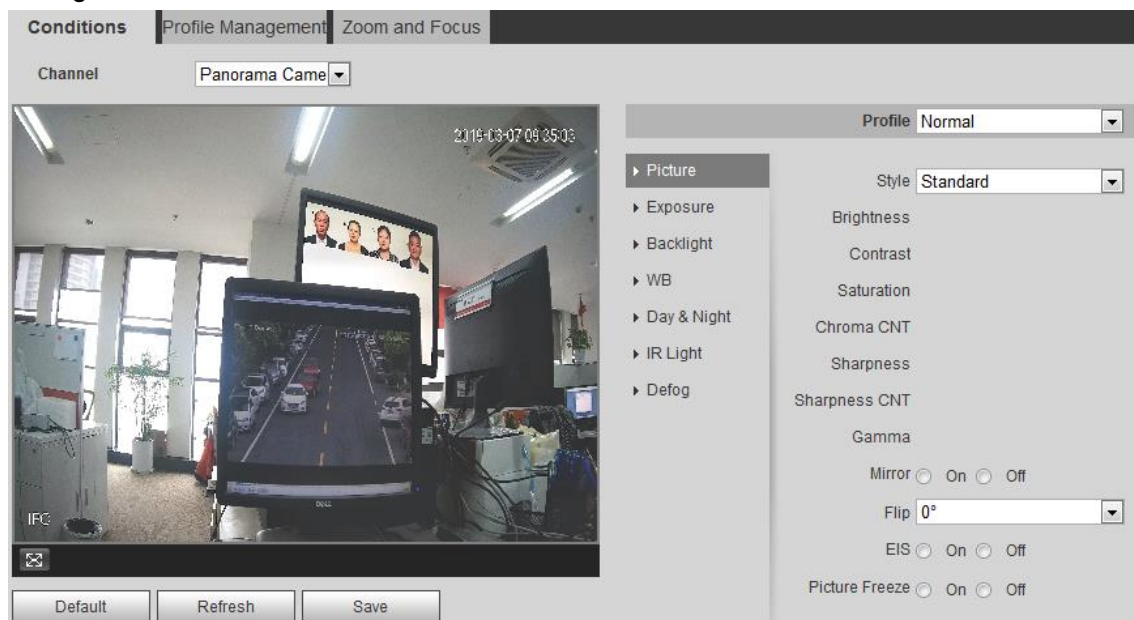 Conditions Profile Management Zoom and Focus
Channel Panorama Came
2019-03-07 09:35:03
Profile Normal
Picture
Style Standard
Exposure
Brightness
Backlight
Contrast
WB
Saturation
Day & Night
Chroma CNT
IR Light
Sharpness
Defog
Sharpness CNT
Gamma
Mirror On Off
Flip 0°
EIS On Off
Picture Freeze On Off
IPC
DELL
Default Refresh Save